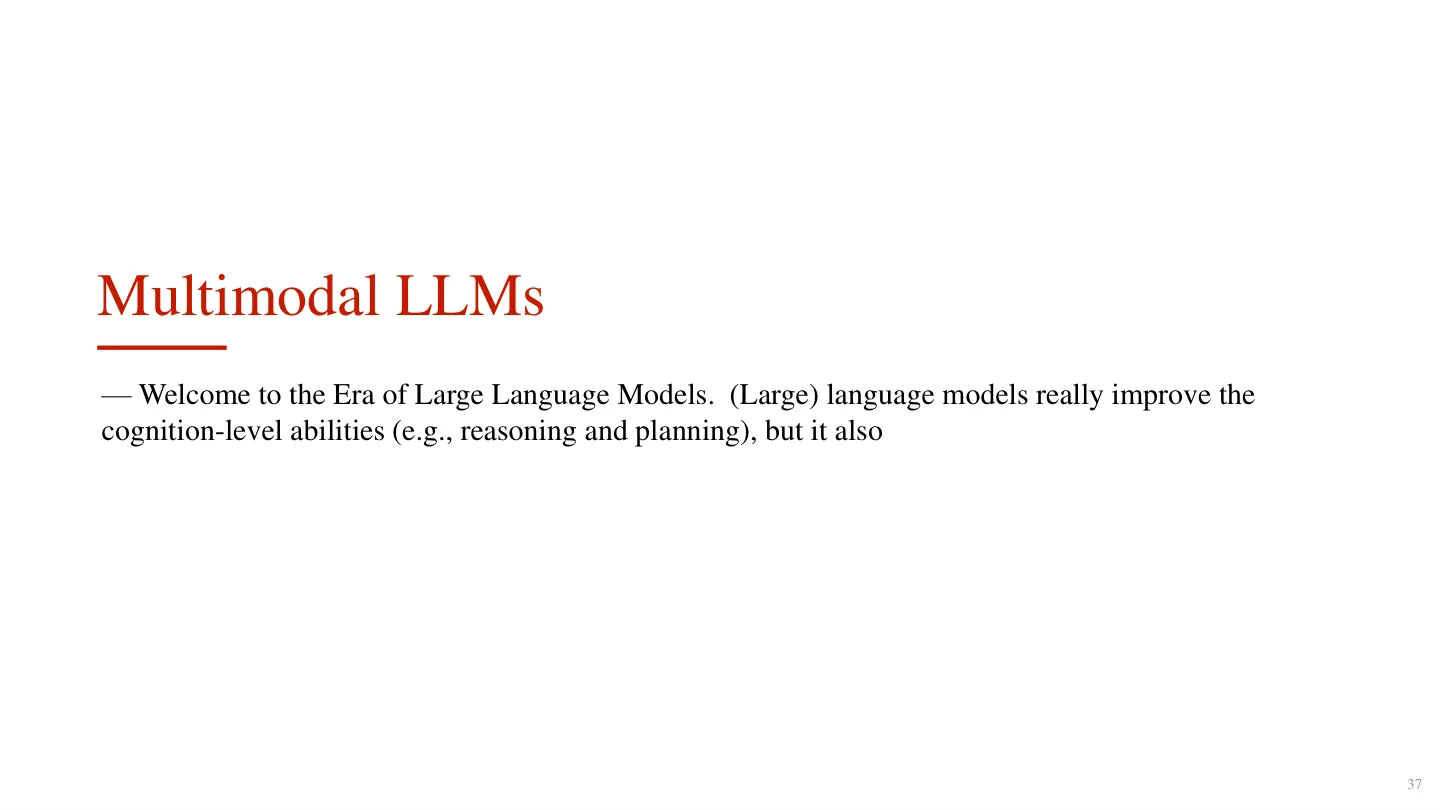 Multimodal LLMs
— Welcome to the Era of Large Language Models.  (Large) language models really improve the
cognition-level abilities (e.g., reasoning and planning), but it also
37